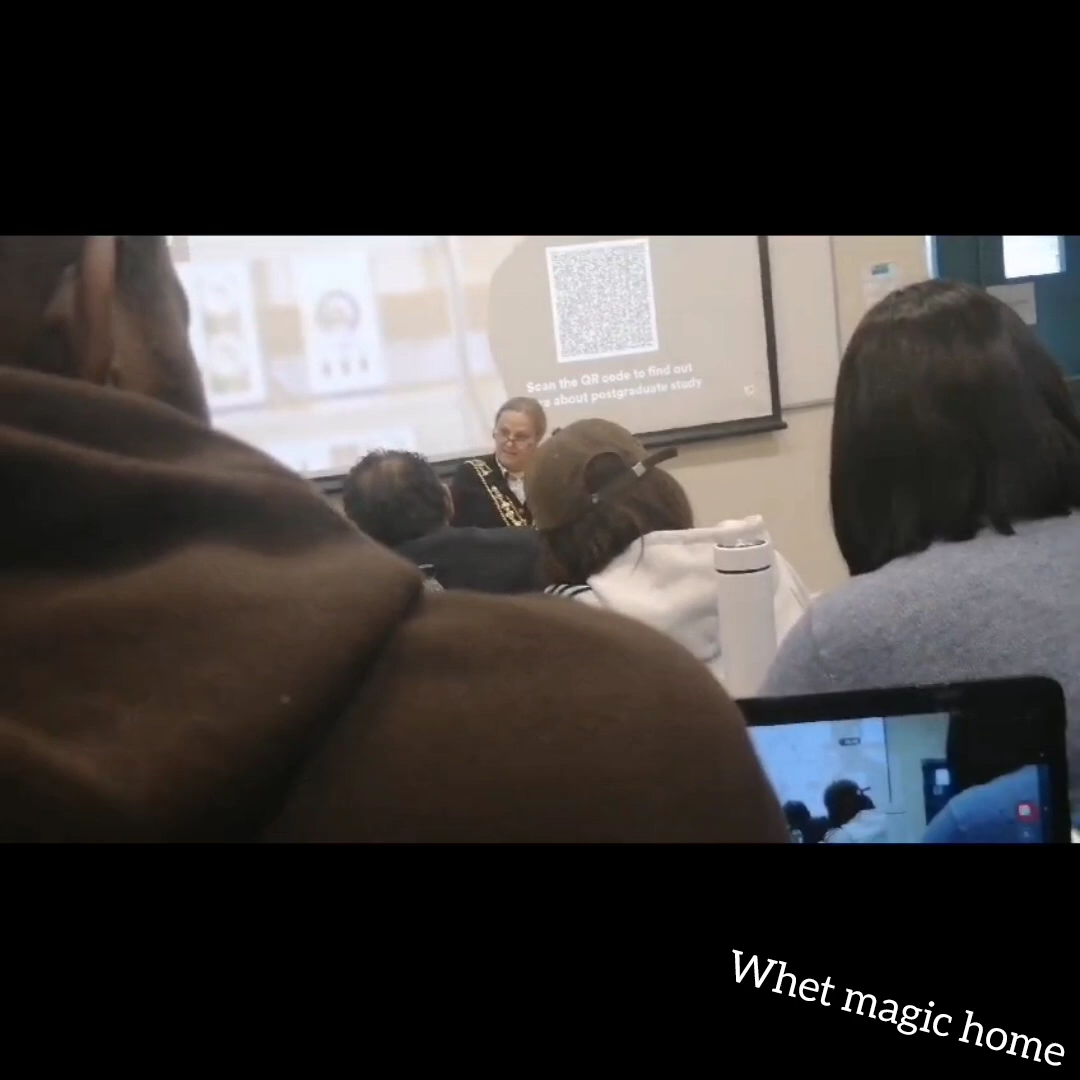 Scan the QR code to find out
about postgraduate study
Whet magic home